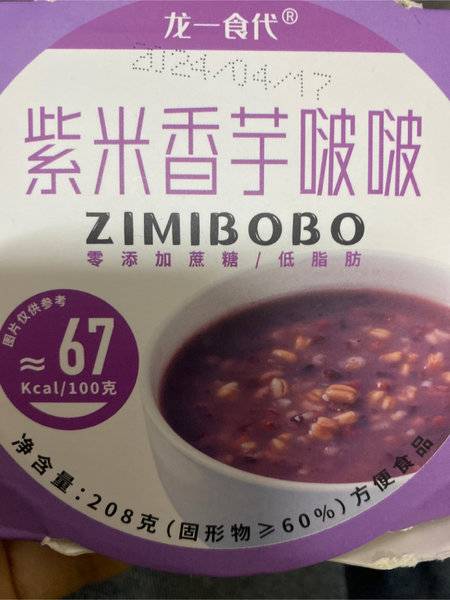 龙一食代®
2024/04/17
紫米香芋啵啵
ZIMIBOBO
零添加蔗糖/低脂肪
图片仅供参考
≈67
Kcal/100克
净含量:208克(固形物≥60%)方便食品